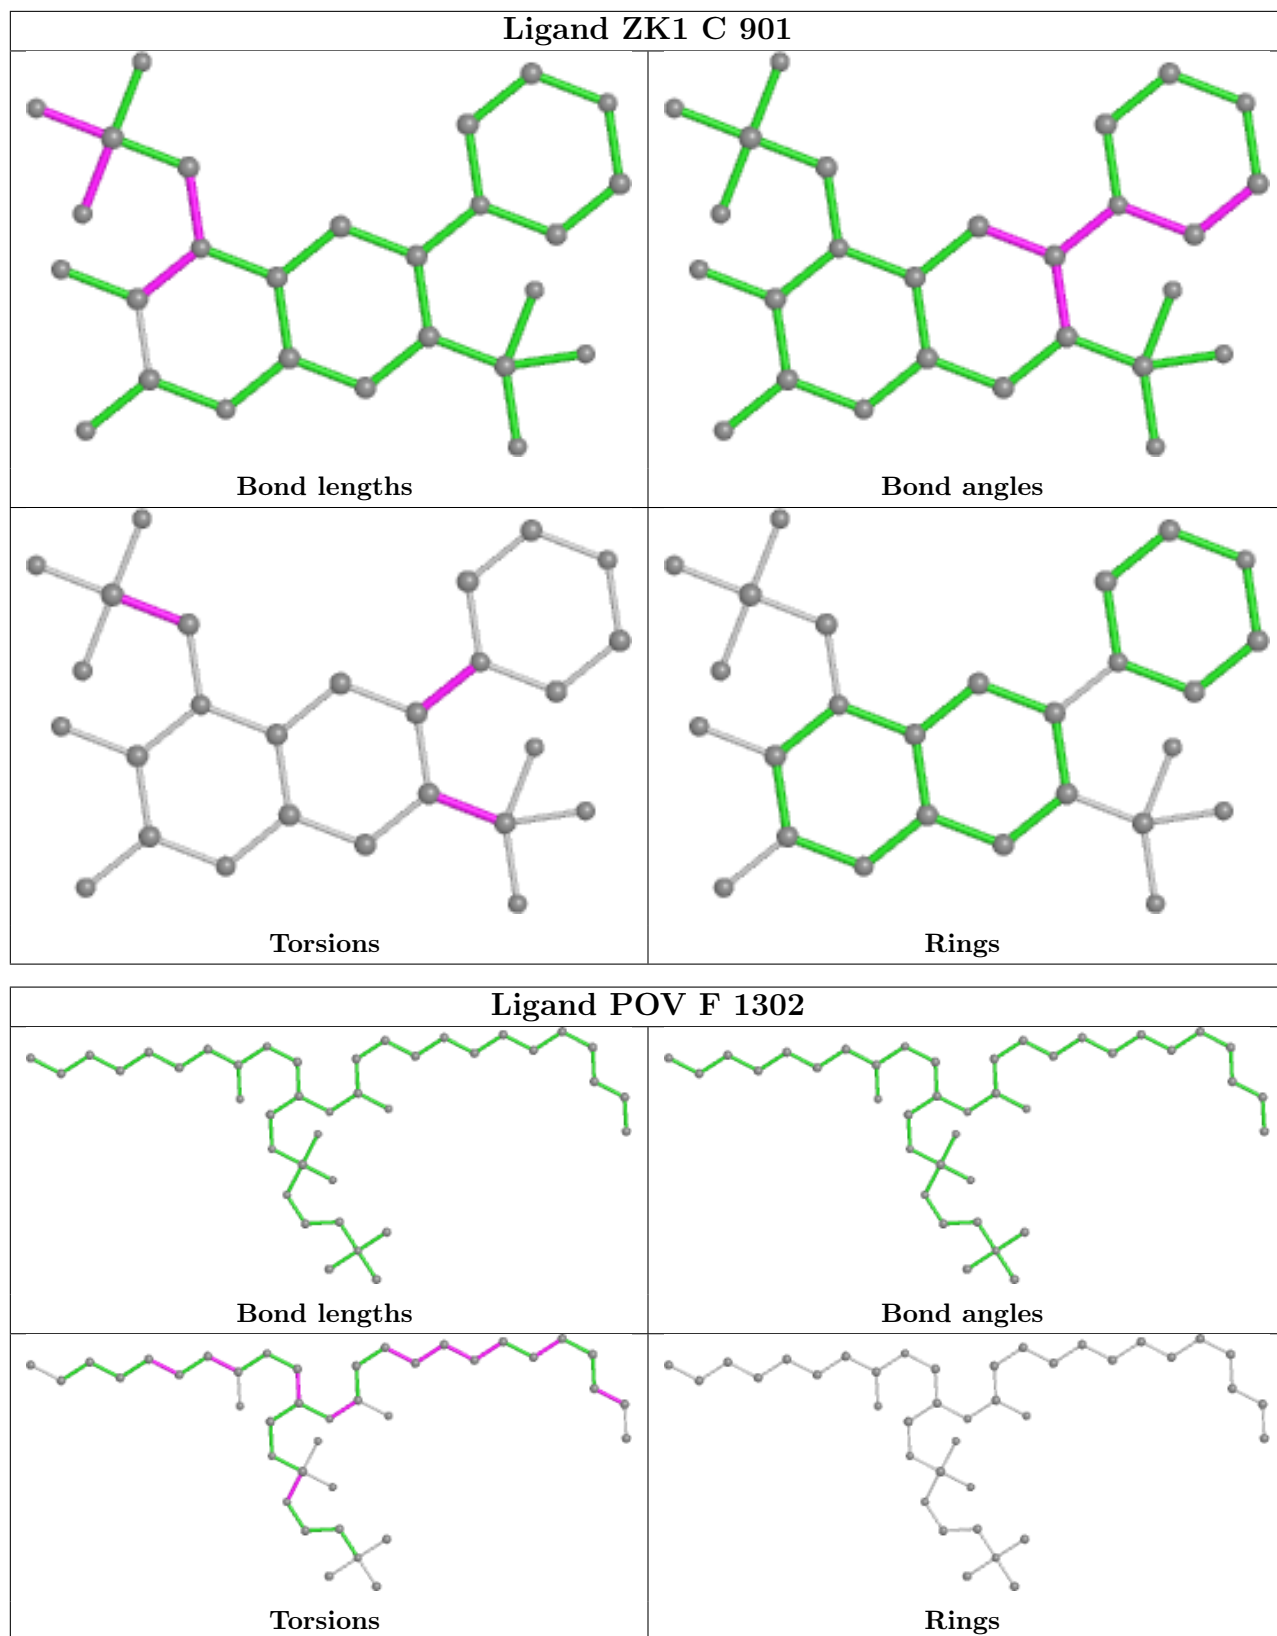 Ligand ZK1 C 901
Bond lengths
Bond angles
Torsions
Rings
Ligand POV F 1302
Bond lengths
Bond angles
Torsions
Rings